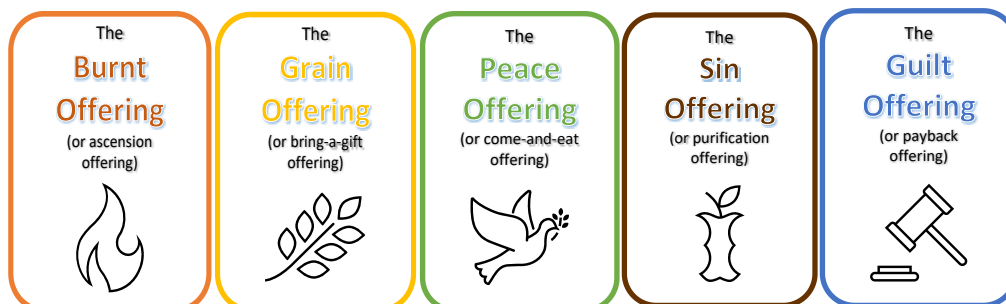 The
Burnt
Offering
(or ascension
offering)
The
Grain
Offering
(or bring-a-gift
offering)
The
Peace
Offering
(or come-and-eat
offering)
The
Sin
Offering
(or purification
offering)
The
Guilt
Offering
(or payback
offering)